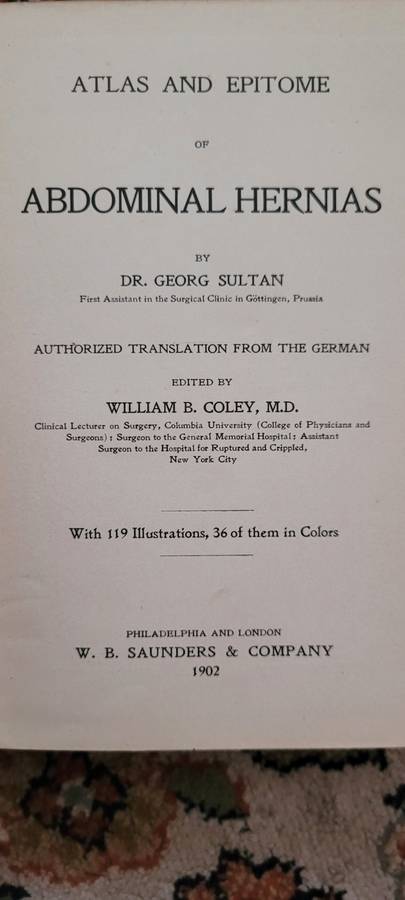 ATLAS AND EPITOME
OF
ABDOMINAL HERNIAS
BY
DR. GEORG SULTAN
First Assistant in the Surgical Clinic in Göttingen, Prussia
AUTHORIZED TRANSLATION FROM THE GERMAN
EDITED BY
WILLIAM B. COLEY, M.D.
Clinical Lecturer on Surgery, Columbia University (College of Physicians and
Surgeons); Surgeon to the General Memorial Hospital; Assistant
Surgeon to the Hospital for Ruptured and Crippled,
New York City
With 119 Illustrations, 36 of them in Colors
PHILADELPHIA AND LONDON
W. B. SAUNDERS & COMPANY
1902